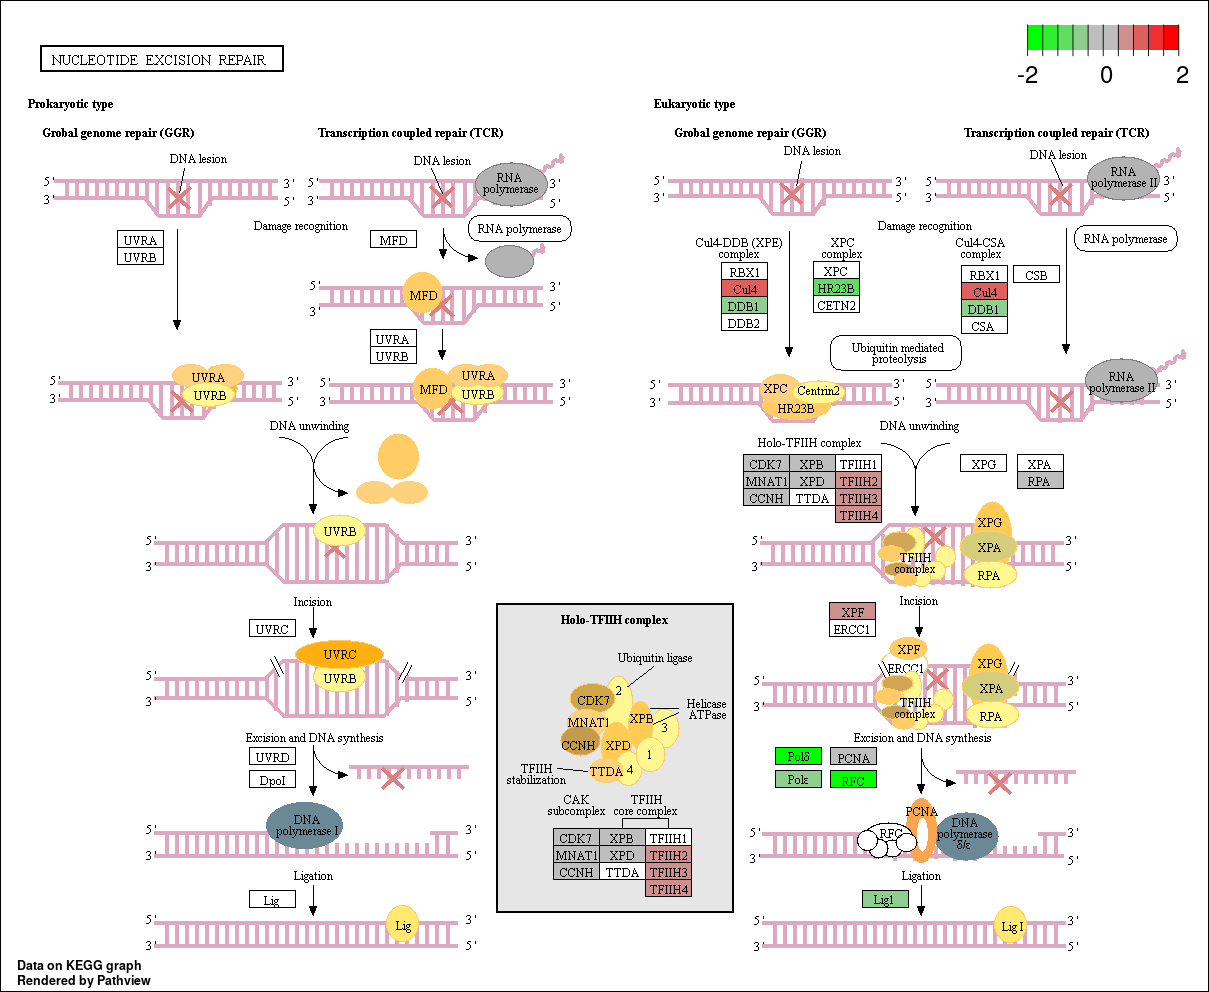 NUCLEOTIDE EXCISION REPAIR
-2 0 2
Prokaryotic type
Grobal genome repair (GGR)
Transcription coupled repair (TCR)
DNA lesion
5' 3'
3' 5'
DNA lesion
RNA
polymerase
5' 3'
3' 5'
Damage recognition
UVRA
UVRB
MFD
RNA polymerase
5' 3'
MFD
3' 5'
UVRA
UVRB
5' 3'
UVRA
UVRB
3' 5'
5' 3'
MFD
UVRA
UVRB
3' 5'
DNA unwinding
5' 3'
UVRB
3' 5'
Incision
UVRC
UVRC
UVRB
5' 3'
3' 5'
Excision and DNA synthesis
UVRD
DpoI
DNA
polymerase I
5' 3'
3' 5'
Ligation
Lig
5' 3'
Lig
3' 5'
Holo-TFIIH complex
Ubiquitin ligase
2
CDK7
MNAT1
XPB
Helicase
ATPase
3
CCNH
XPD
1
TFIIH
stabilization
TTDA
4
CAK
subcomplex
TFIIH
core complex
CDK7 XPB TFIIH1
MNAT1 XPD TFIIH2
CCNH TTDA TFIIH3
TFIIH4
Eukaryotic type
Grobal genome repair (GGR)
Transcription coupled repair (TCR)
DNA lesion
5' 3'
3' 5'
DNA lesion
RNA
polymerase II
5' 3'
3' 5'
Damage recognition
Cul4-DDB (XPE)
complex
RBX1
Cul4
DDB1
DDB2
XPC
complex
XPC
HR23B
CETN2
Cul4-CSA
complex
RBX1
Cul4
DDB1
CSA
CSB
RNA polymerase
Ubiquitin mediated
proteolysis
5' 3'
XPC
Centrin2
HR23B
3' 5'
RNA
polymerase II
5' 3'
3' 5'
DNA unwinding
Holo-TFIIH complex
CDK7 XPB TFIIH1
MNAT1 XPD TFIIH2
CCNH TTDA TFIIH3
TFIIH4
XPG
XPA
RPA
XPG
5' 3'
XPA
TFIIH
complex
RPA
3' 5'
Incision
XPF
ERCC1
XPF
ERCC1
XPG
5' 3'
XPA
TFIIH
complex
RPA
3' 5'
Excision and DNA synthesis
Polδ
PCNA
Polε
RFC
PCNA
RFC
DNA
polymerase
δ/ε
5' 3'
3' 5'
Ligation
Lig1
5' 3'
Lig I
3' 5'
Data on KEGG graph
Rendered by Pathview